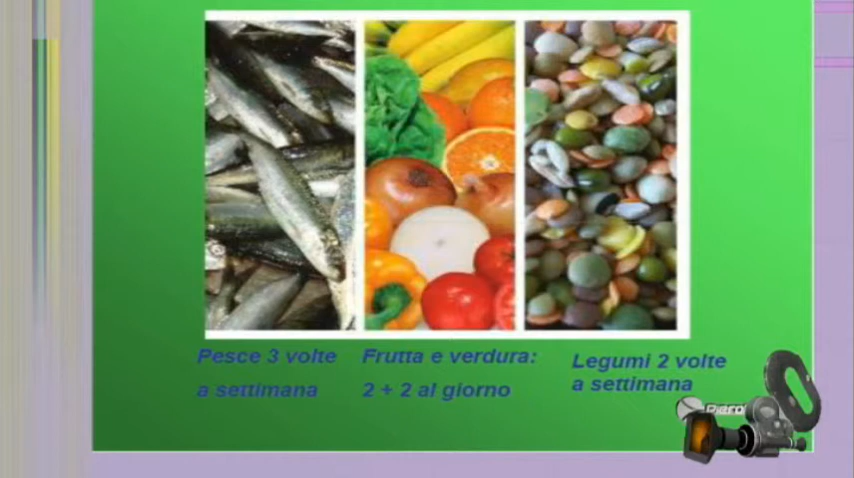 Pesce 3 volte
a settimana
Frutta e verdura:
2 + 2 al giorno
Legumi 2 volte
a settimana